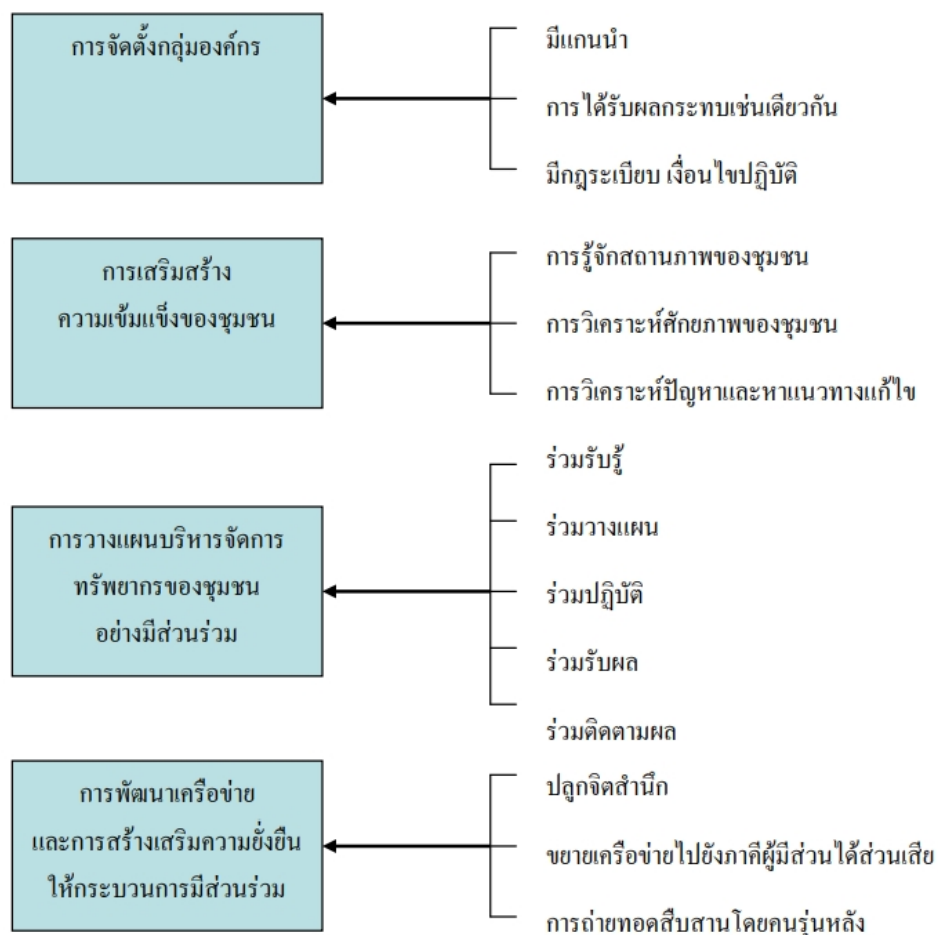 การจัดตั้งกลุ่มองค์กร
มีแกนนำ
การได้รับผลกระทบเช่นเดียวกัน
มีกฎระเบียบ เงื่อนไขปฏิบัติ
การเสริมสร้าง
ความเข้มแข็งของชุมชน
การรู้จักสถานภาพของชุมชน
การวิเคราะห์ศักยภาพของชุมชน
การวิเคราะห์ปัญหาและหาแนวทางแก้ไข
การวางแผนบริหารจัดการ
ทรัพยากรของชุมชน
อย่างมีส่วนร่วม
ร่วมรับรู้
ร่วมวางแผน
ร่วมปฏิบัติ
ร่วมรับผล
ร่วมติดตามผล
การพัฒนาเครือข่าย
และการสร้างเสริมความยั่งยืน
ให้กระบวนการมีส่วนร่วม
ปลูกจิตสำนึก
ขยายเครือข่ายไปยังภาคีผู้มีส่วนได้ส่วนเสีย
การถ่ายทอดสืบสานโดยคนรุ่นหลัง